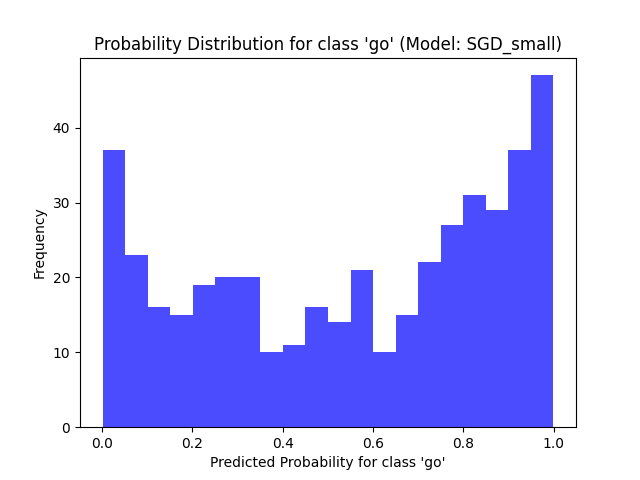 Probability Distribution for class 'go' (Model: SGD_small)
Frequency
40
30
20
10
0
0.0 0.2 0.4 0.6 0.8 1.0
Predicted Probability for class 'go'